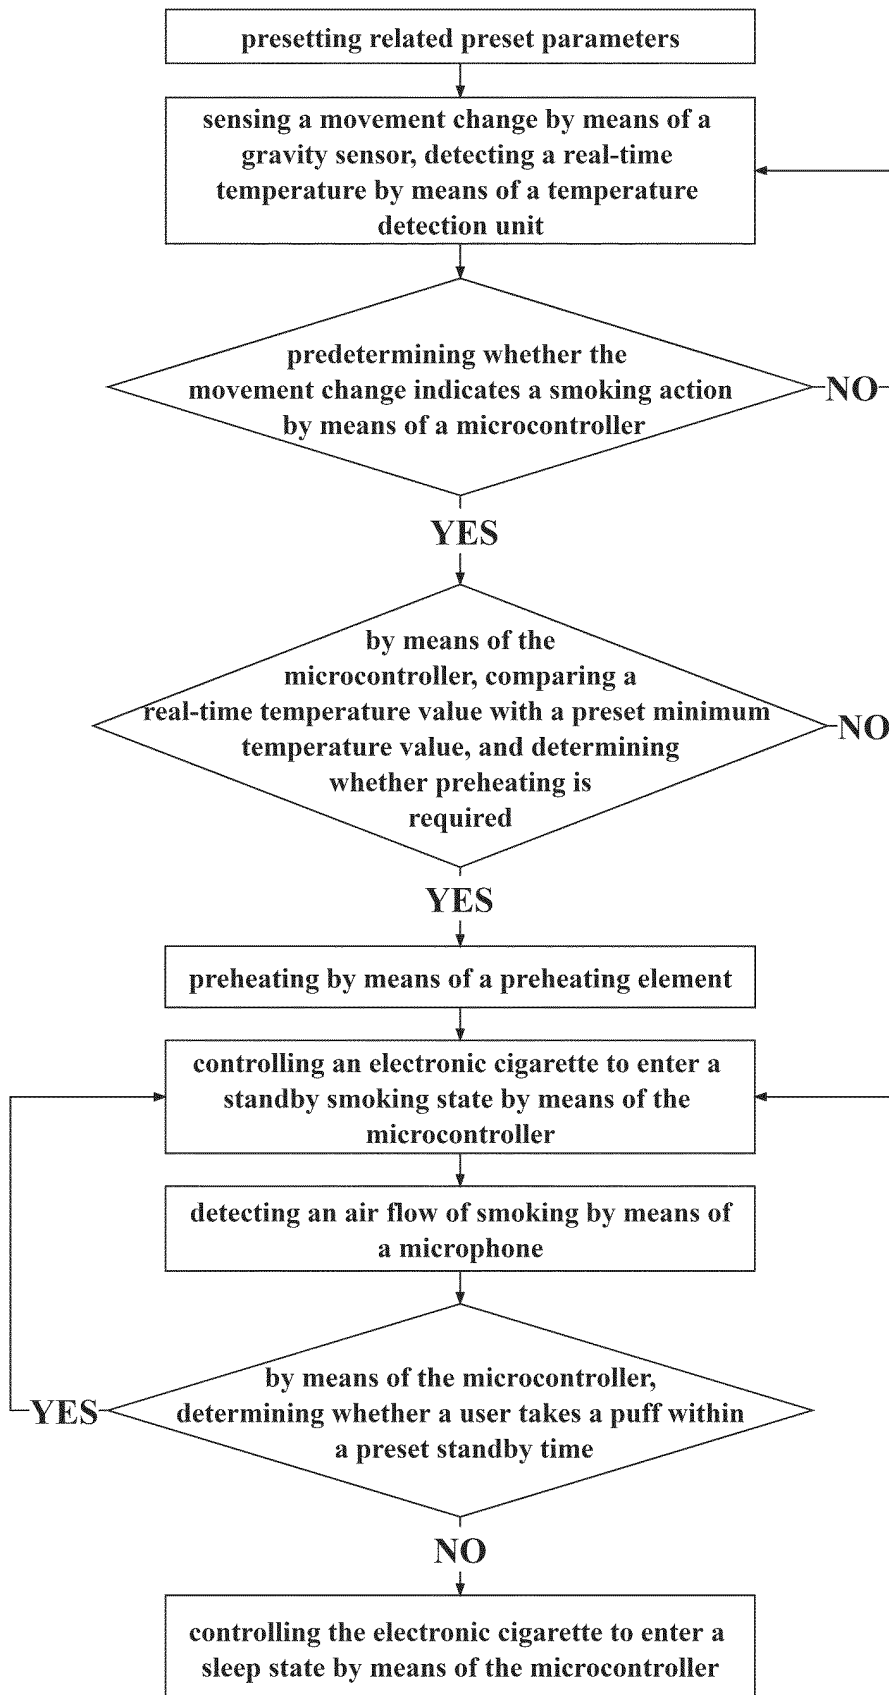 presetting related preset parameters
sensing a movement change by means of a
gravity sensor, detecting a real-time
temperature by means of a temperature
detection unit
predetermining whether the
movement change indicates a smoking action
by means of a microcontroller
NO
YES
by means of the
microcontroller, comparing a
real-time temperature value with a preset minimum
temperature value, and determining
whether preheating is
required
NO
YES
preheating by means of a preheating element
controlling an electronic cigarette to enter a
standby smoking state by means of the
microcontroller
detecting an air flow of smoking by means of
a microphone
by means of the microcontroller,
determining whether a user takes a puff within
a preset standby time
YES
NO
controlling the electronic cigarette to enter a
sleep state by means of the microcontroller